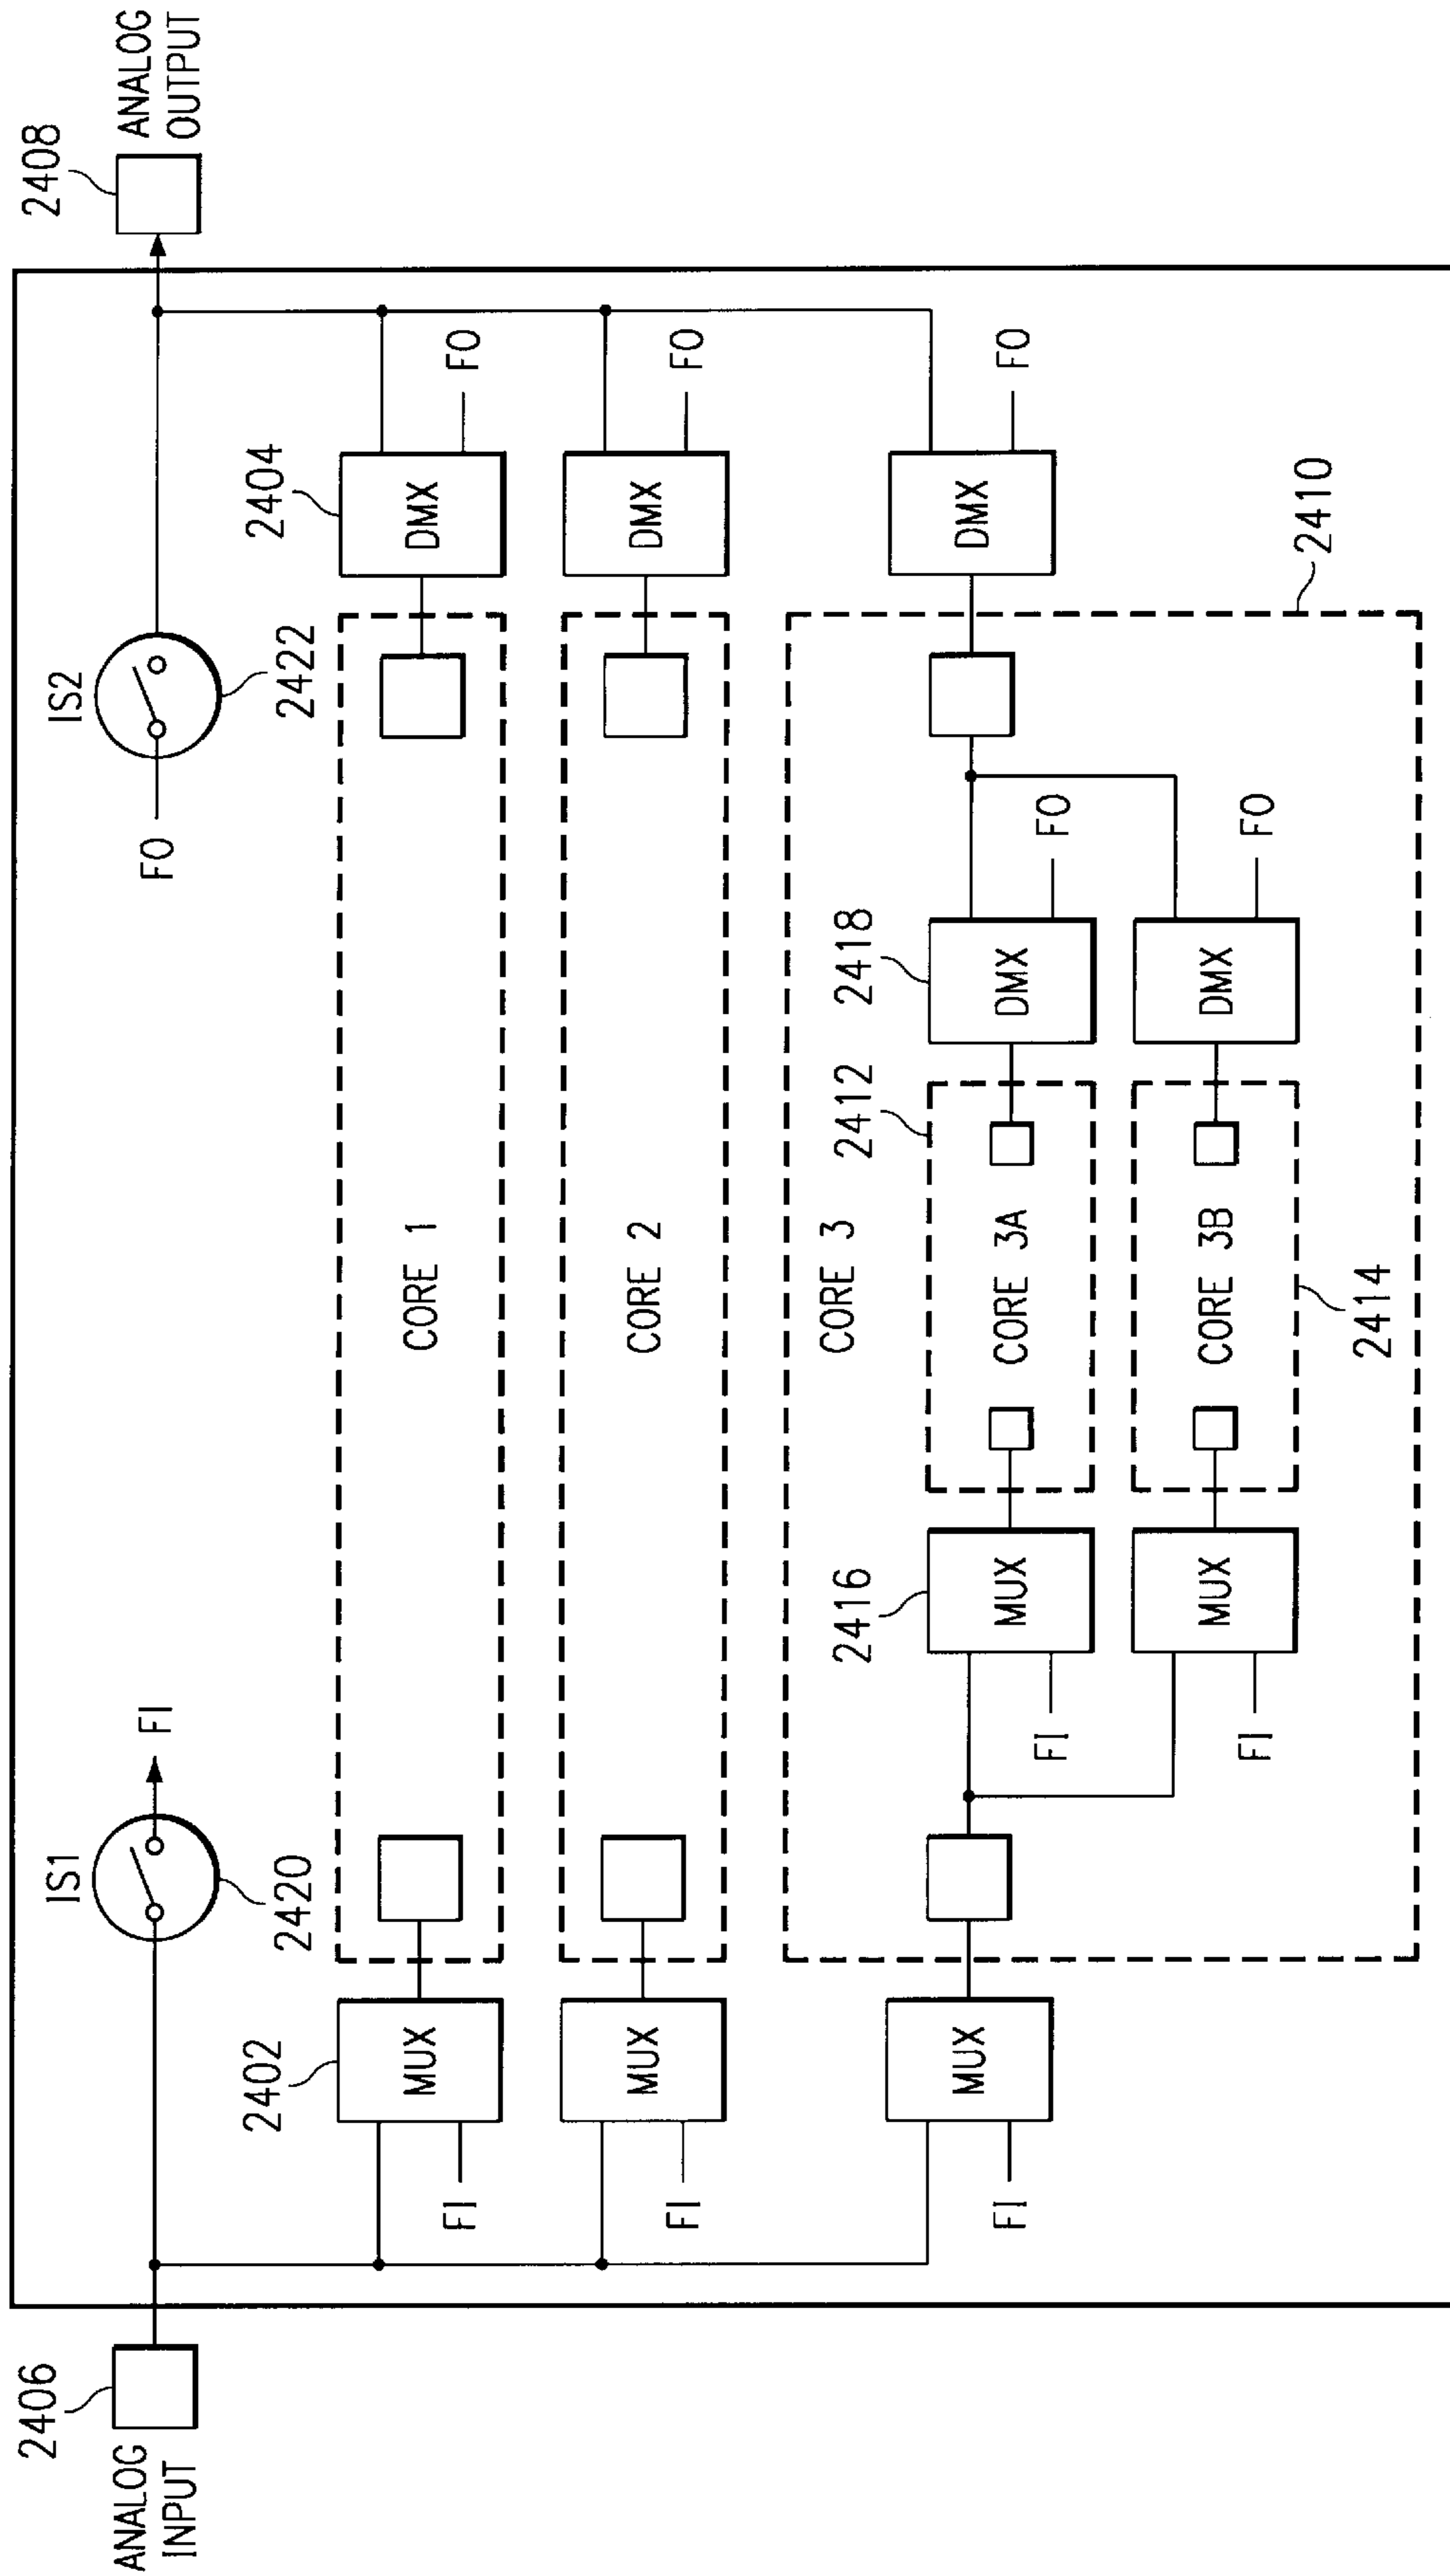 2406
ANALOG
INPUT
IS1
2420
FI
FO
IS2
2422
2408
ANALOG
OUTPUT
2402
MUX
FI
CORE 1
2404
DMX
FO
MUX
FI
CORE 2
DMX
FO
MUX
FI
CORE 3
2410
DMX
FO
2416
MUX
FI
2412
CORE 3A
2418
DMX
FO
MUX
FI
CORE 3B
2414
DMX
FO